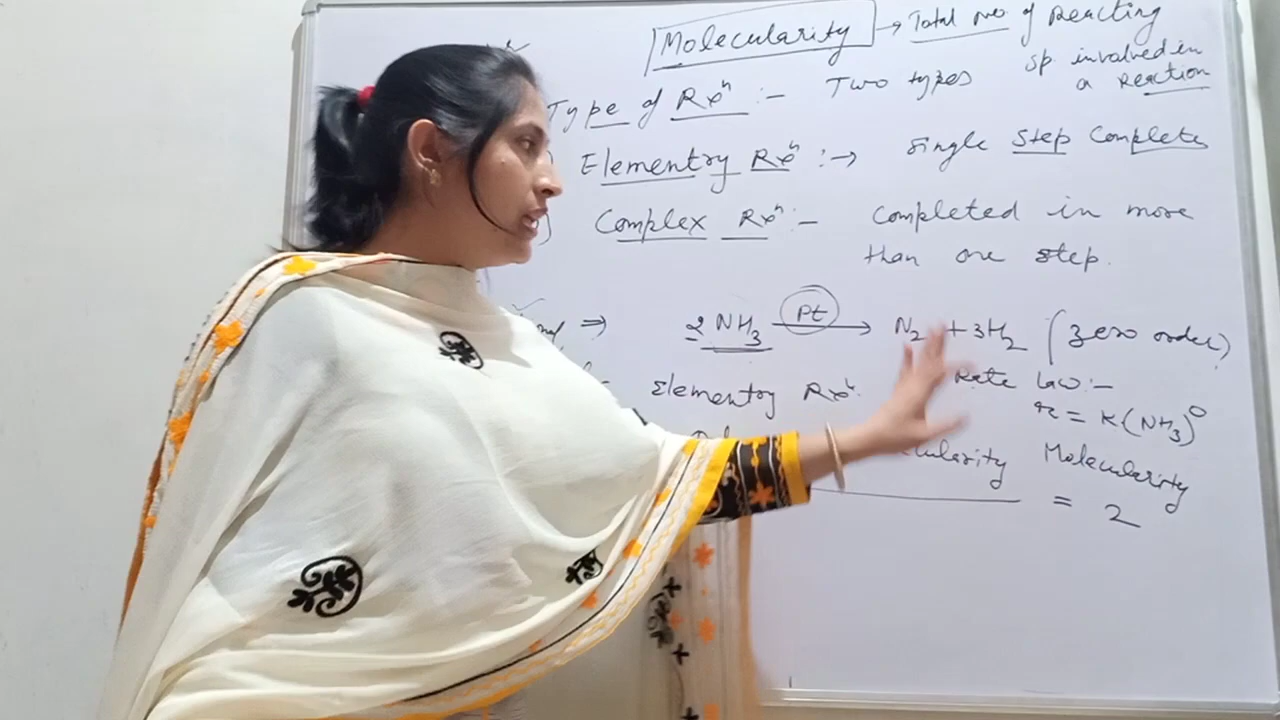 Molecularity → Total no of reacting
sp involved in
a reaction
Type of Rxⁿ :- Two types
Elementry Rxⁿ :→ single step complete
Complex Rxⁿ :- Completed in more
than one step.
⇒ 2NH₃ Pt → N₂ + 3H₂ (Zero order)
Elementry Rxⁿ Rate law :-
r = K(NH₃)⁰
Molecularity
= 2